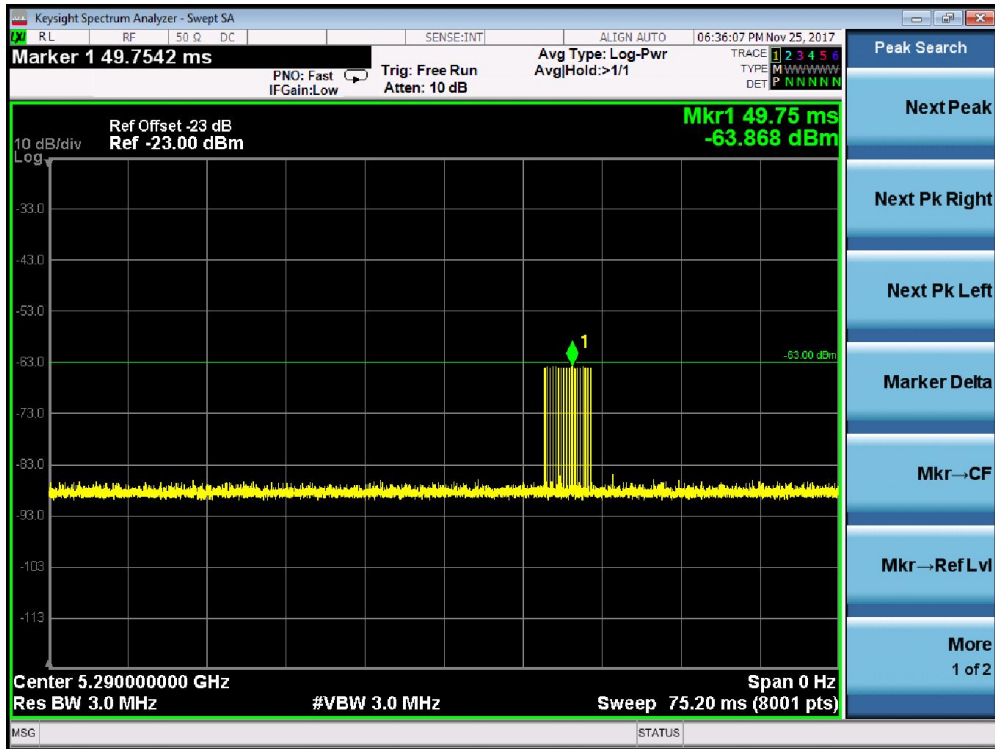 Keysight Spectrum Analyzer - Swept SA
LXI RL RF 50 Ω DC SENSE:INT ALIGN AUTO 06:36:07 PM Nov 25, 2017
Marker 1 49.7542 ms
PNO: Fast Trig: Free Run Avg Type: Log-Pwr TRACE 1 2 3 4 5 6
IFGain:Low Atten: 10 dB Avg|Hold:>1/1 TYPE M W W W W W
DET P N N N N N
Mkr1 49.75 ms
-63.868 dBm
Ref Offset -23 dB
10 dB/div Ref -23.00 dBm
Log
-33.0
-43.0
-53.0
1
-63.0
-63.00 dBm
-73.0
-83.0
-93.0
-103
-113
Center 5.290000000 GHz Span 0 Hz
Res BW 3.0 MHz #VBW 3.0 MHz Sweep 75.20 ms (8001 pts)
MSG STATUS
Peak Search
Next Peak
Next Pk Right
Next Pk Left
Marker Delta
Mkr→CF
Mkr→Ref Lvl
More
1 of 2